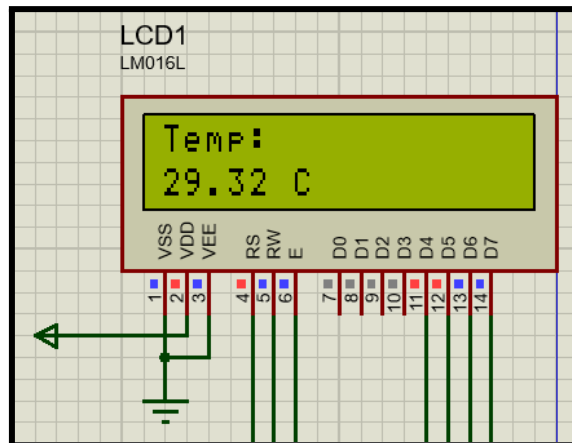 LCD1
LM016L
Temp:
29.32 C
VSS VDD VEE RS RW E D0 D1 D2 D3 D4 D5 D6 D7
1 2 3 4 5 6 7 8 9 10 11 12 13 14